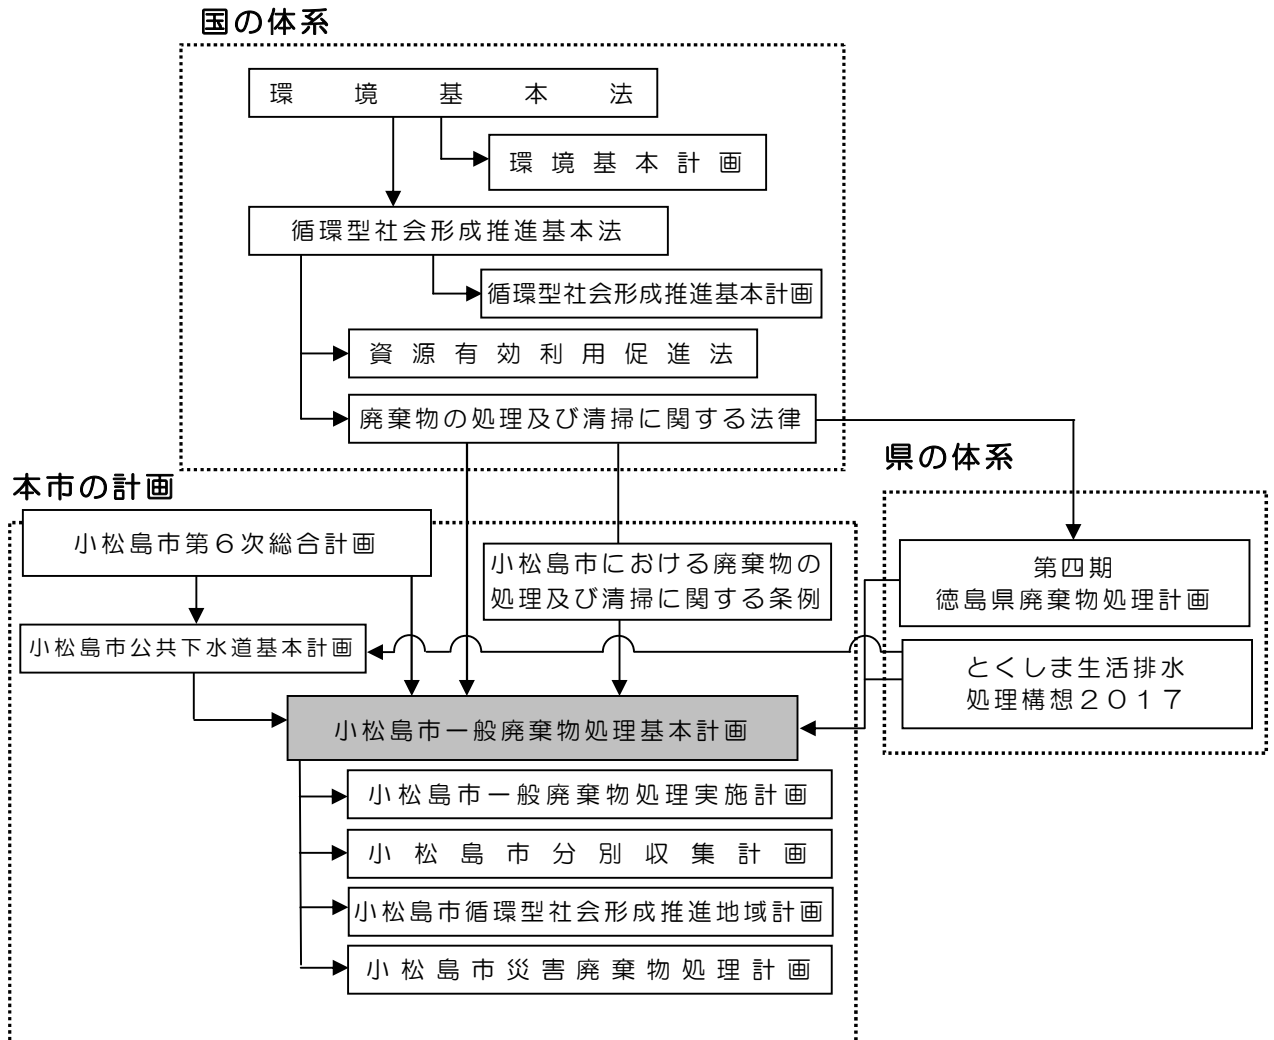 国の体系
環境基本法
環境基本計画
循環型社会形成推進基本法
循環型社会形成推進基本計画
資源有効利用促進法
廃棄物の処理及び清掃に関する法律
県の体系
第四期
徳島県廃棄物処理計画
とくしま生活排水
処理構想２０１７
本市の計画
小松島市第６次総合計画
小松島市における廃棄物の
処理及び清掃に関する条例
小松島市公共下水道基本計画
小松島市一般廃棄物処理基本計画
小松島市一般廃棄物処理実施計画
小松島市分別収集計画
小松島市循環型社会形成推進地域計画
小松島市災害廃棄物処理計画